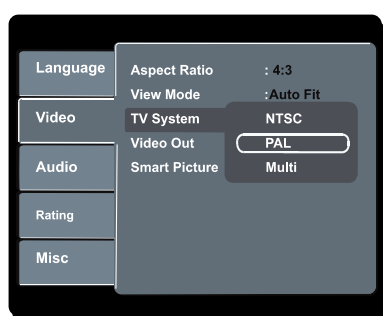 Language
Video
Audio
Rating
Misc
Aspect Ratio : 4:3
View Mode :Auto Fit
TV System NTSC
Video Out PAL
Smart Picture Multi